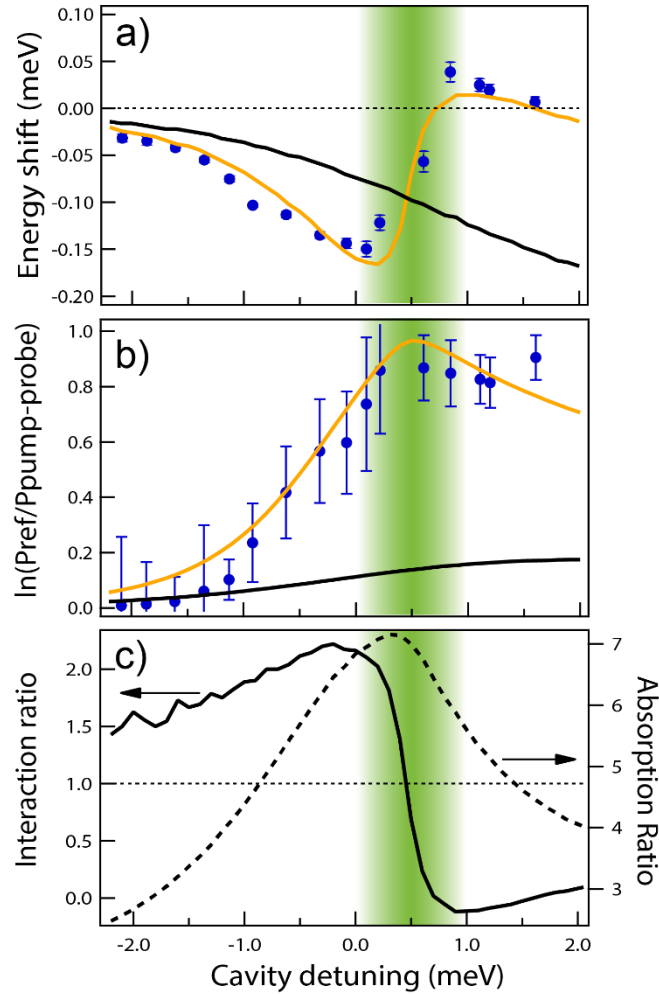 a)
Energy shift (meV)
0.10
0.05
0.00
-0.05
-0.10
-0.15
-0.20
b)
ln(Pref/Ppump-probe)
1.0
0.8
0.6
0.4
0.2
0.0
c)
Interaction ratio
2.0
1.5
1.0
0.5
0.0
Absorption Ratio
7
6
5
4
3
-2.0 -1.0 0.0 1.0 2.0
Cavity detuning (meV)